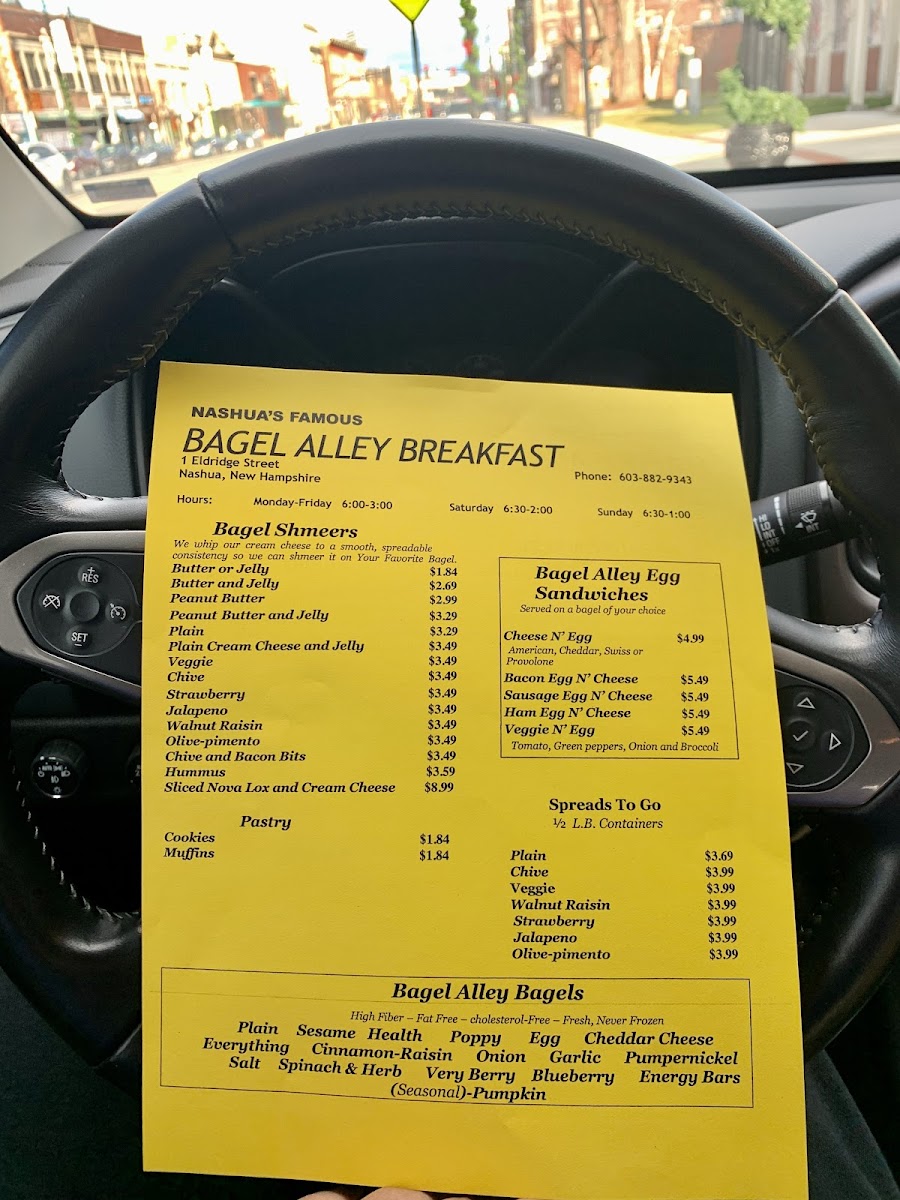 NASHUA'S FAMOUS
BAGEL ALLEY BREAKFAST
1 Eldridge Street
Nashua, New Hampshire
Phone: 603-882-9343
Hours: Monday-Friday 6:00-3:00 Saturday 6:30-2:00 Sunday 6:30-1:00
Bagel Shmeers
We whip our cream cheese to a smooth, spreadable
consistency so we can shmeer it on Your Favorite Bagel.
Butter or Jelly $1.84
Butter and Jelly $2.69
Peanut Butter $2.99
Peanut Butter and Jelly $3.29
Plain $3.29
Plain Cream Cheese and Jelly $3.49
Veggie $3.49
Chive $3.49
Strawberry $3.49
Jalapeno $3.49
Walnut Raisin $3.49
Olive-pimento $3.49
Chive and Bacon Bits $3.49
Hummus $3.59
Sliced Nova Lox and Cream Cheese $8.99
Pastry
Cookies $1.84
Muffins $1.84
Bagel Alley Egg
Sandwiches
Served on a bagel of your choice
Cheese N' Egg $4.99
American, Cheddar, Swiss or
Provolone
Bacon Egg N' Cheese $5.49
Sausage Egg N' Cheese $5.49
Ham Egg N' Cheese $5.49
Veggie N' Egg $5.49
Tomato, Green peppers, Onion and Broccoli
Spreads To Go
½ L.B. Containers
Plain $3.69
Chive $3.99
Veggie $3.99
Walnut Raisin $3.99
Strawberry $3.99
Jalapeno $3.99
Olive-pimento $3.99
Bagel Alley Bagels
High Fiber – Fat Free – cholesterol-Free – Fresh, Never Frozen
Plain Sesame Health Poppy Egg Cheddar Cheese
Everything Cinnamon-Raisin Onion Garlic Pumpernickel
Salt Spinach & Herb Very Berry Blueberry Energy Bars
(Seasonal)-Pumpkin
+
RES
SET
-